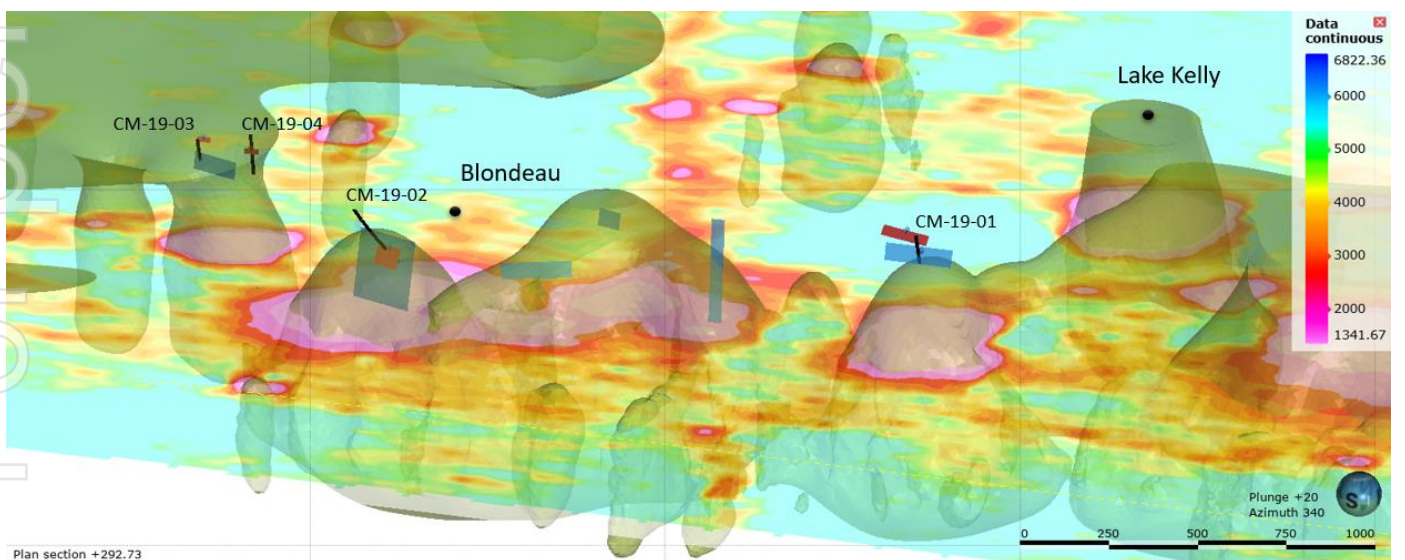 Data
continuous
6822.36
6000
5000
4000
3000
2000
1341.67
Lake Kelly
CM-19-03
CM-19-04
Blondeau
CM-19-02
CM-19-01
Plunge +20
Azimuth 340
S
0 250 500 750 1000
Plan section +292.73